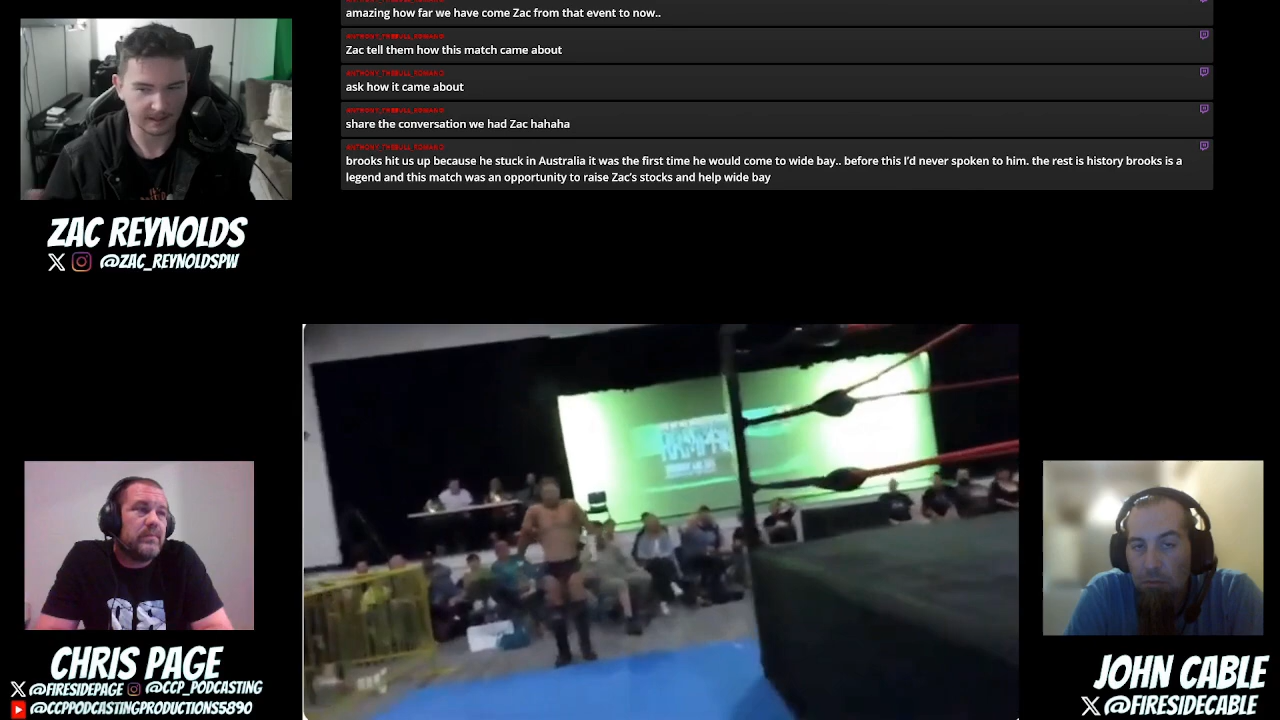 amazing how far we have come Zac from that event to now..
ANTHONY_THEBULL_ROMANO
Zac tell them how this match came about
ANTHONY_THEBULL_ROMANO
ask how it came about
ANTHONY_THEBULL_ROMANO
share the conversation we had Zac hahaha
ANTHONY_THEBULL_ROMANO
brooks hit us up because he stuck in Australia it was the first time he would come to wide bay.. before this I'd never spoken to him. the rest is history brooks is a
legend and this match was an opportunity to raise Zac's stocks and help wide bay
ZAC REYNOLDS
@ZAC_REYNOLDSPW
CHRIS PAGE
@FIRESIDEPAGE @CCP_PODCASTING
@CCPPODCASTINGPRODUCTIONS5890
JOHN CABLE
@FIRESIDECABLE